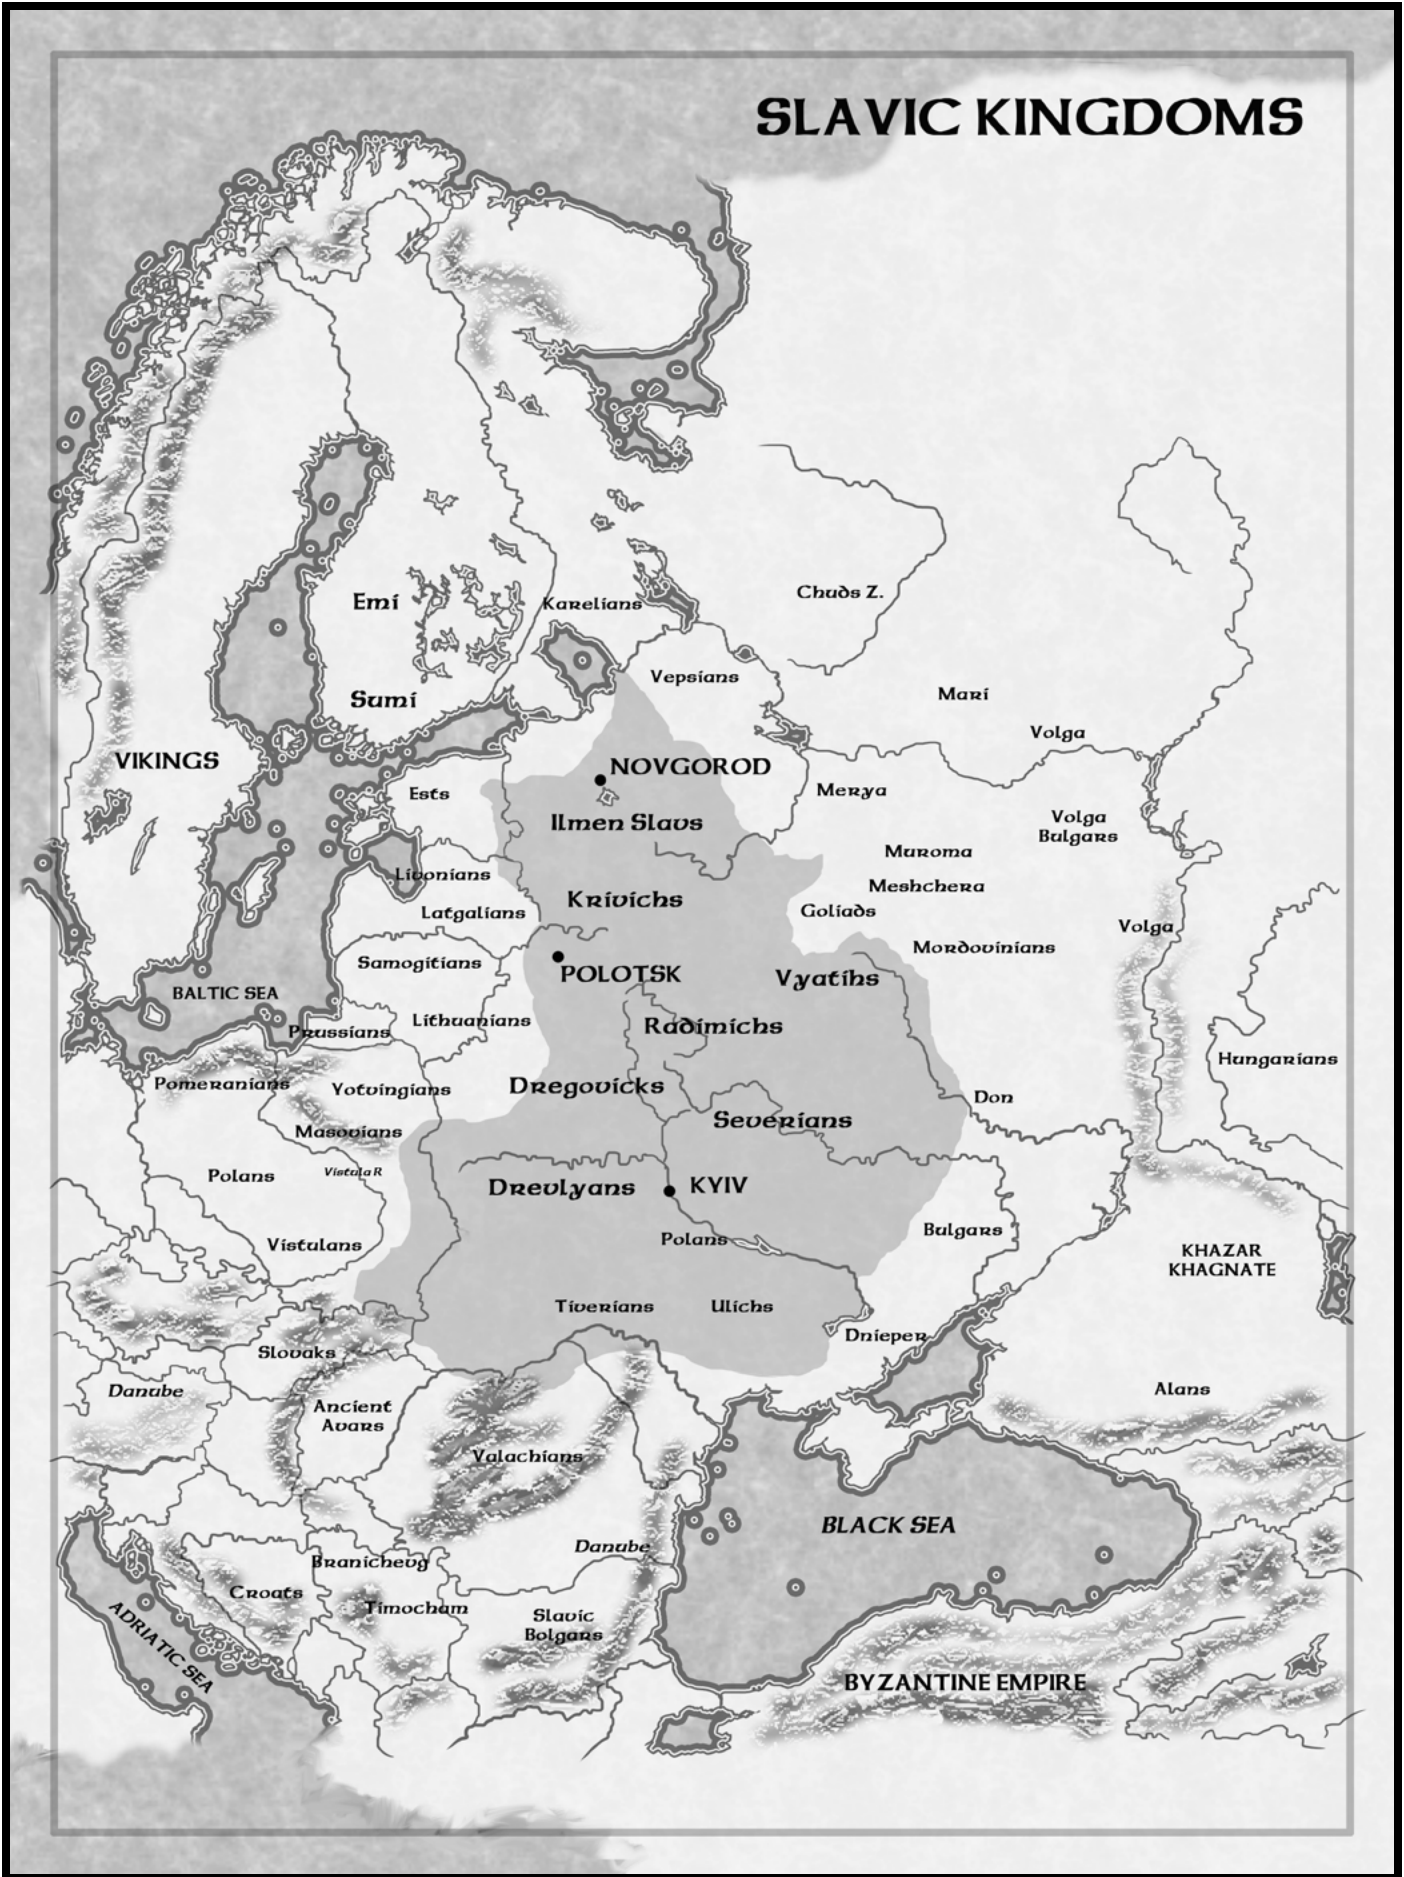 SLAVIC KINGDOMS
Chuds Z.
Emi
Karelians
Vepsians
Mari
Sumi
Volga
VIKINGS
NOVGOROD
Merya
Ests
Ilmen Slavs
Volga
Bulgars
Muroma
Livonians
Meshchera
Krivichs
Goliads
Latgalians
Volga
Mordovinians
Samogitians
POLOTSK
Vyatihs
BALTIC SEA
Lithuanians
Radimichs
Prussians
Hungarians
Pomeranians
Yotvingians
Dregovicks
Don
Severians
Masovians
Vistula R
Polans
Drevlyans
KYIV
Bulgars
Polans
Vistulans
KHAZAR
KHAGNATE
Tiverians
Ulichs
Dnieper
Slovaks
Danube
Alans
Ancient
Avars
Valachians
BLACK SEA
Danube
Branichevg
Croats
Timocham
Slavic
Bolgars
ADRIATIC SEA
BYZANTINE EMPIRE